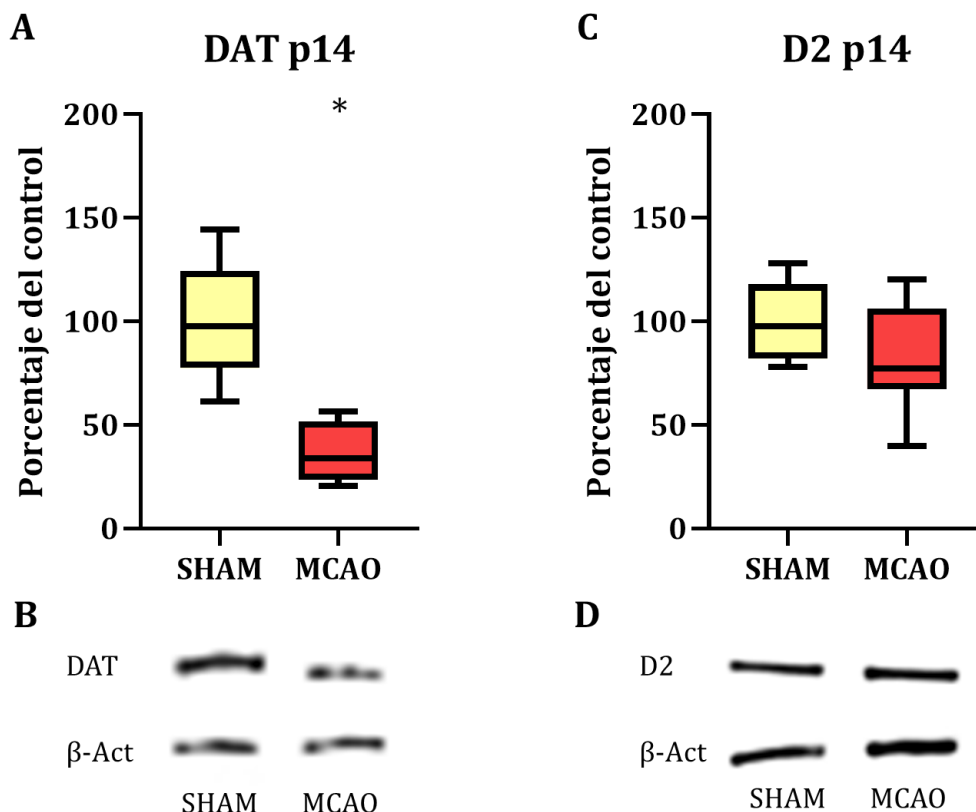 A
DAT p14
*
Porcentaje del control
200
150
100
50
0
SHAM MCAO
B
DAT
β-Act
SHAM MCAO
C
D2 p14
Porcentaje del control
200
150
100
50
0
SHAM MCAO
D
D2
β-Act
SHAM MCAO